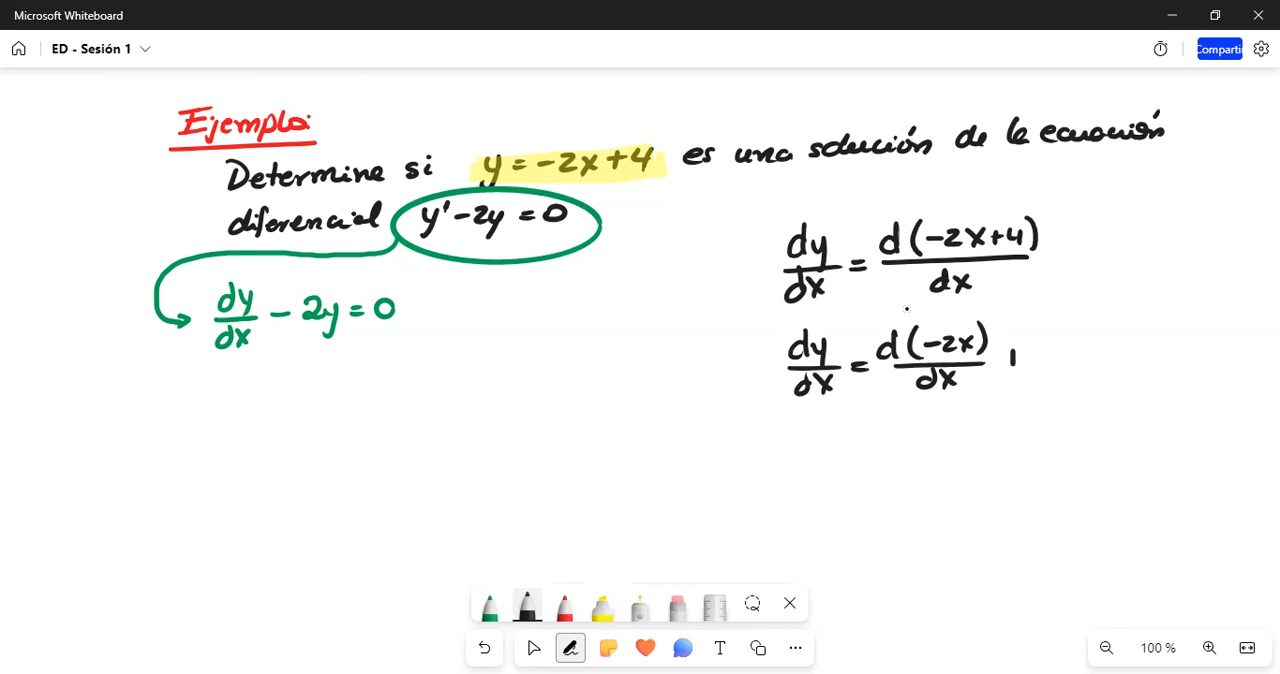 Microsoft Whiteboard
ED - Sesión 1
Compartir
Ejemplo:
Determine si y = -2x+4 es una solución de la ecuación
diferencial y' - 2y = 0
dy/dx - 2y = 0
dy/dx = d(-2x+4)/dx
dy/dx = d(-2x)/dx
T
100 %